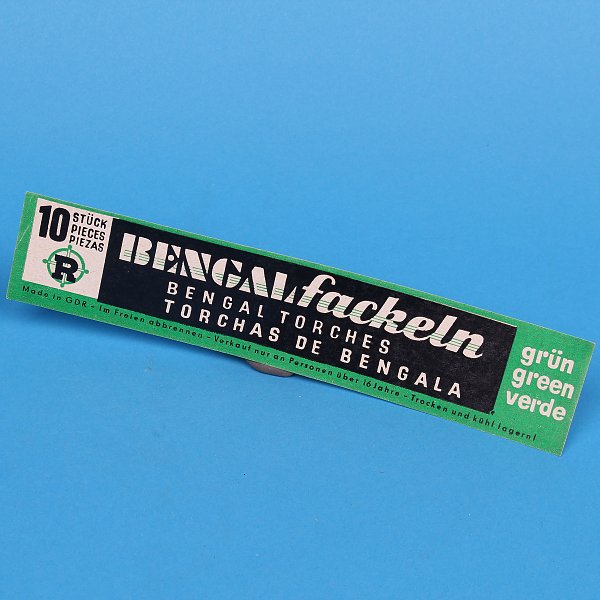 10 STÜCK
PIECES
PIEZAS
R
BENGALfackeln
BENGAL TORCHES
TORCHAS DE BENGALA
grün
green
verde
Made in GDR - Im Freien abbrennen - Verkauf nur an Personen über 16 Jahre - Trocken und kühl lagern!